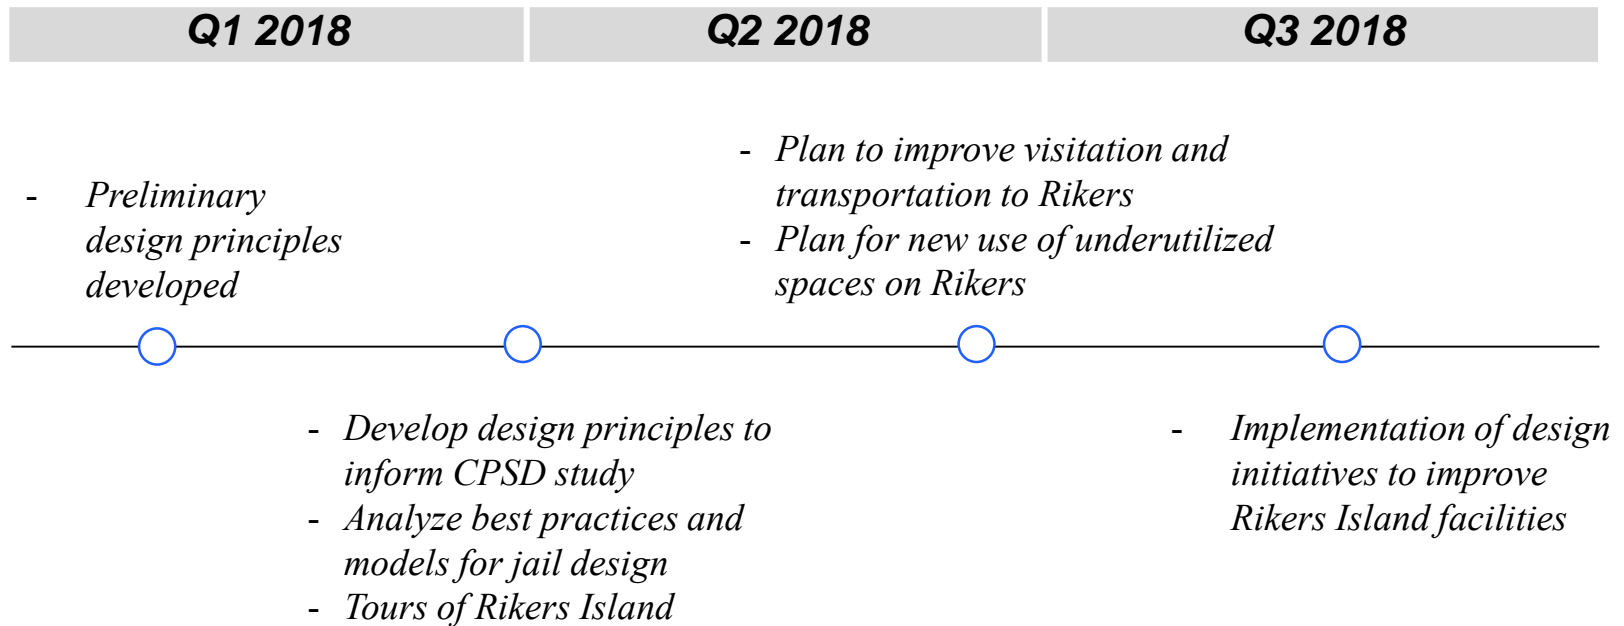 Q1 2018
Q2 2018
Q3 2018
- Preliminary
design principles
developed
- Plan to improve visitation and
transportation to Rikers
- Plan for new use of underutilized
spaces on Rikers
- Develop design principles to
inform CPSD study
- Analyze best practices and
models for jail design
- Tours of Rikers Island
- Implementation of design
initiatives to improve
Rikers Island facilities